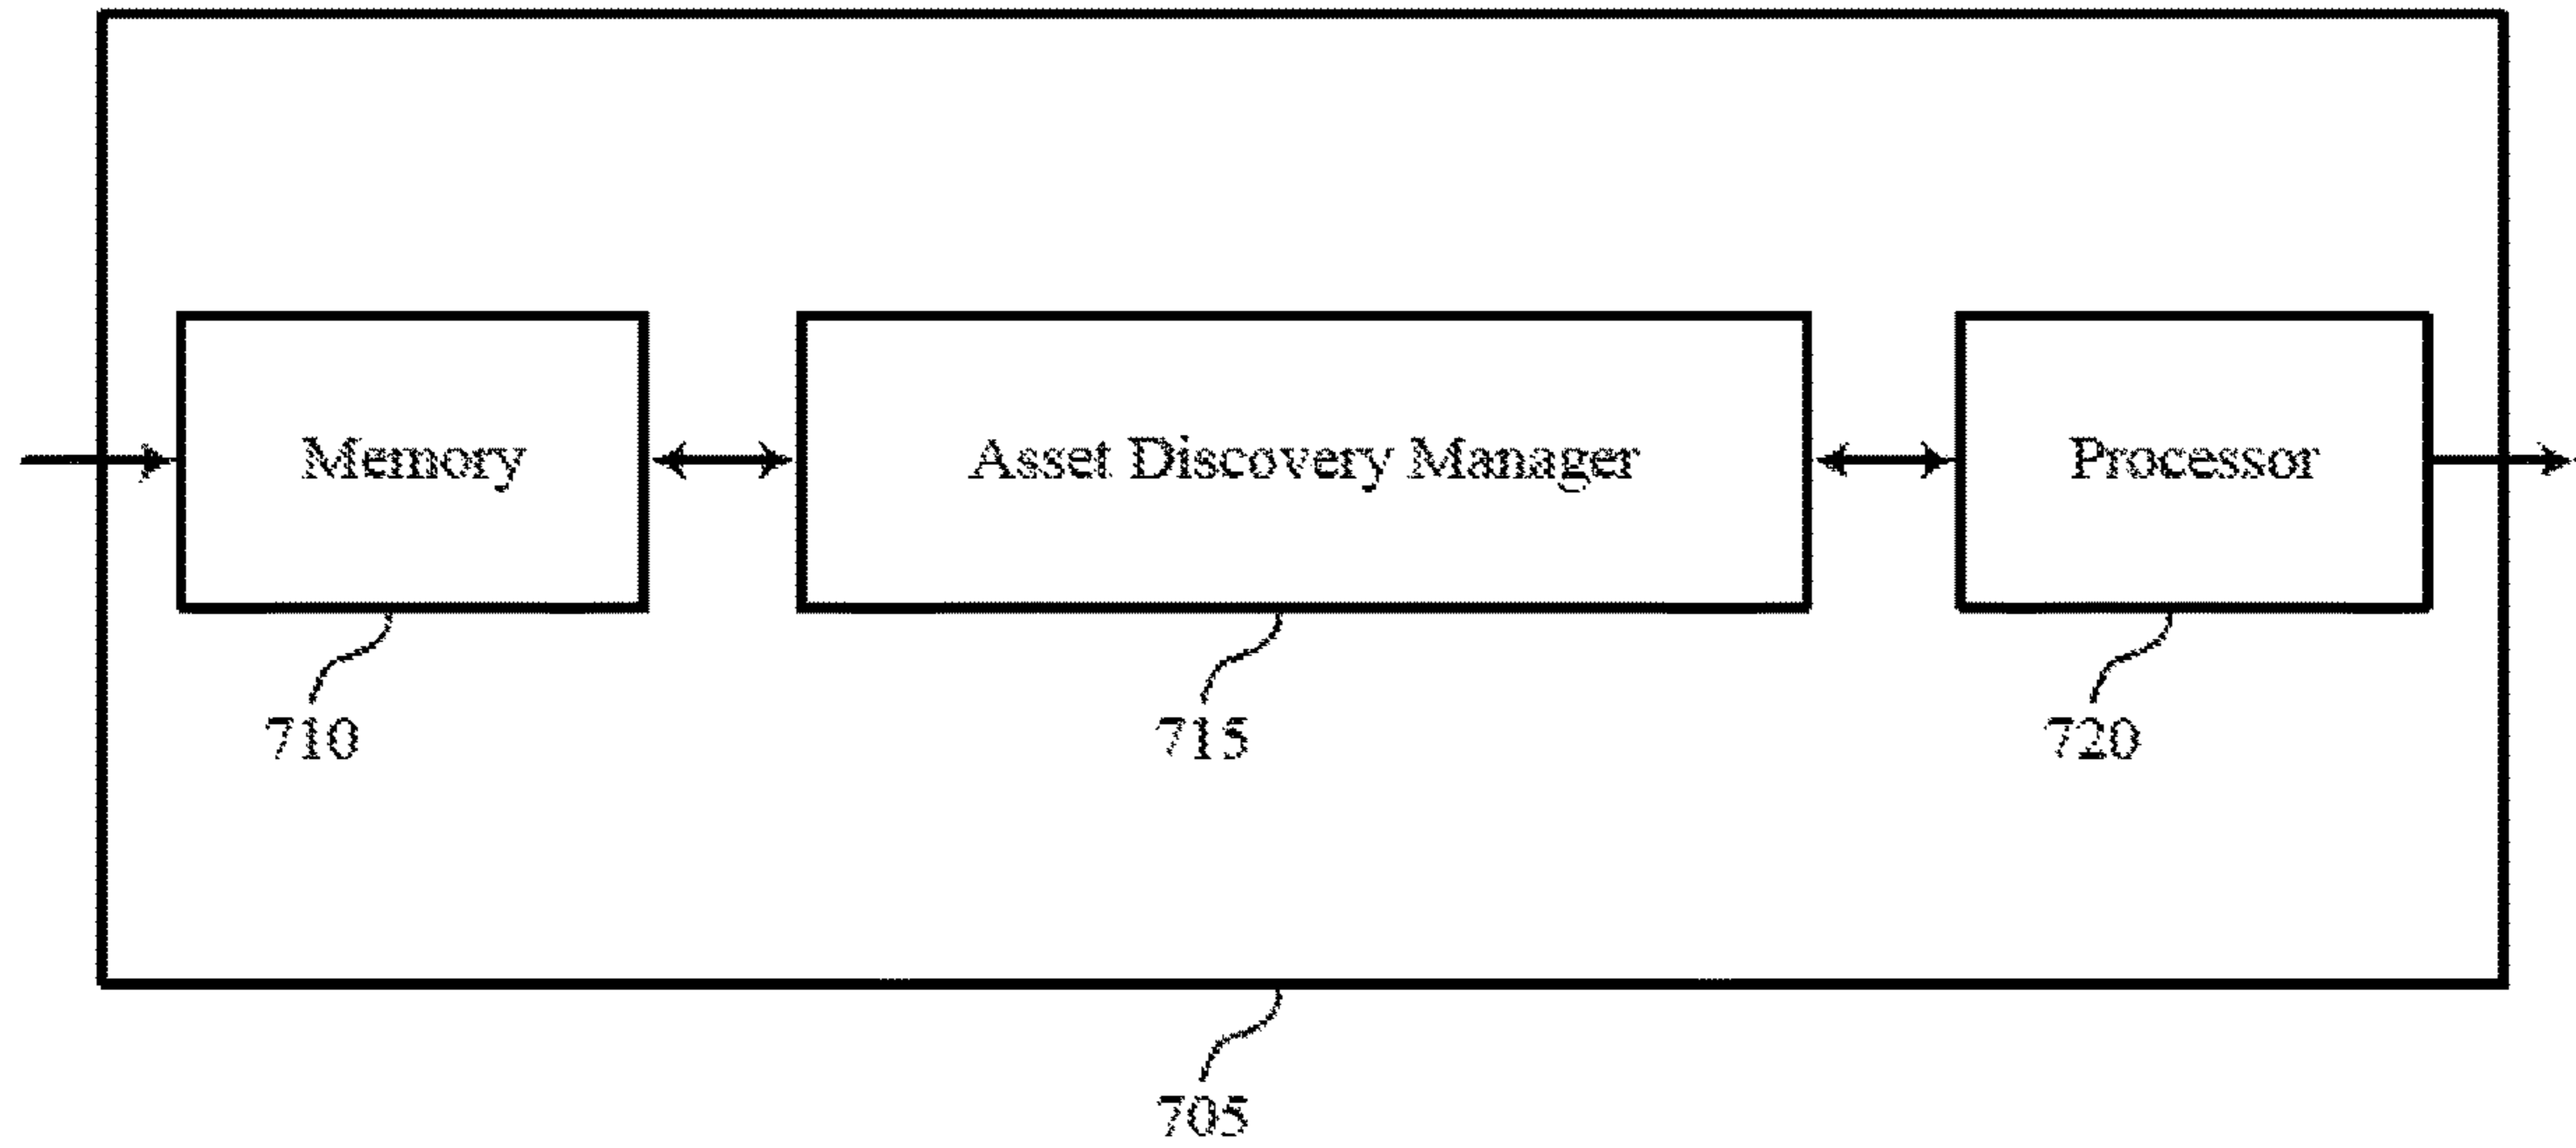 Memory
Asset Discovery Manager
Processor
710
715
720
705